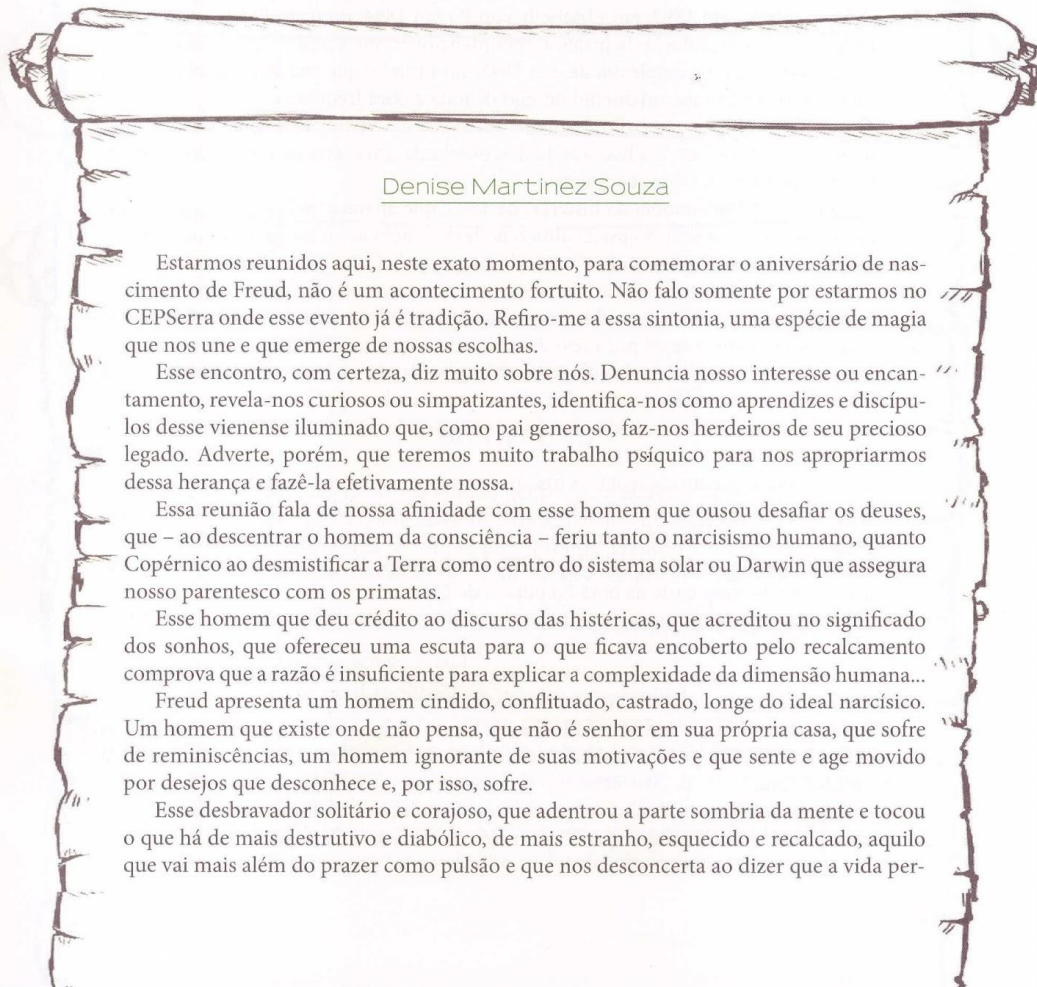 Denise Martinez Souza
Estarmos reunidos aqui, neste exato momento, para comemorar o aniversário de nas-
cimento de Freud, não é um acontecimento fortuito. Não falo somente por estarmos no
CEPSerra onde esse evento já é tradição. Refiro-me a essa sintonia, uma espécie de magia
que nos une e que emerge de nossas escolhas.
Esse encontro, com certeza, diz muito sobre nós. Denuncia nosso interesse ou encan-
tamento, revela-nos curiosos ou simpatizantes, identifica-nos como aprendizes e discípu-
los desse vienense iluminado que, como pai generoso, faz-nos herdeiros de seu precioso
legado. Adverte, porém, que teremos muito trabalho psíquico para nos apropriarmos
dessa herança e fazê-la efetivamente nossa.
Essa reunião fala de nossa afinidade com esse homem que ousou desafiar os deuses,
que – ao descentrar o homem da consciência – feriu tanto o narcisismo humano, quanto
Copérnico ao desmistificar a Terra como centro do sistema solar ou Darwin que assegura
nosso parentesco com os primatas.
Esse homem que deu crédito ao discurso das histéricas, que acreditou no significado
dos sonhos, que ofereceu uma escuta para o que ficava encoberto pelo recalcamento
comprova que a razão é insuficiente para explicar a complexidade da dimensão humana...
Freud apresenta um homem cindido, conflituado, castrado, longe do ideal narcísico.
Um homem que existe onde não pensa, que não é senhor em sua própria casa, que sofre
de reminiscências, um homem ignorante de suas motivações e que sente e age movido
por desejos que desconhece e, por isso, sofre.
Esse desbravador solitário e corajoso, que adentrou a parte sombria da mente e tocou
o que há de mais destrutivo e diabólico, de mais estranho, esquecido e recalcado, aquilo
que vai mais além do prazer como pulsão e que nos desconcerta ao dizer que a vida per-